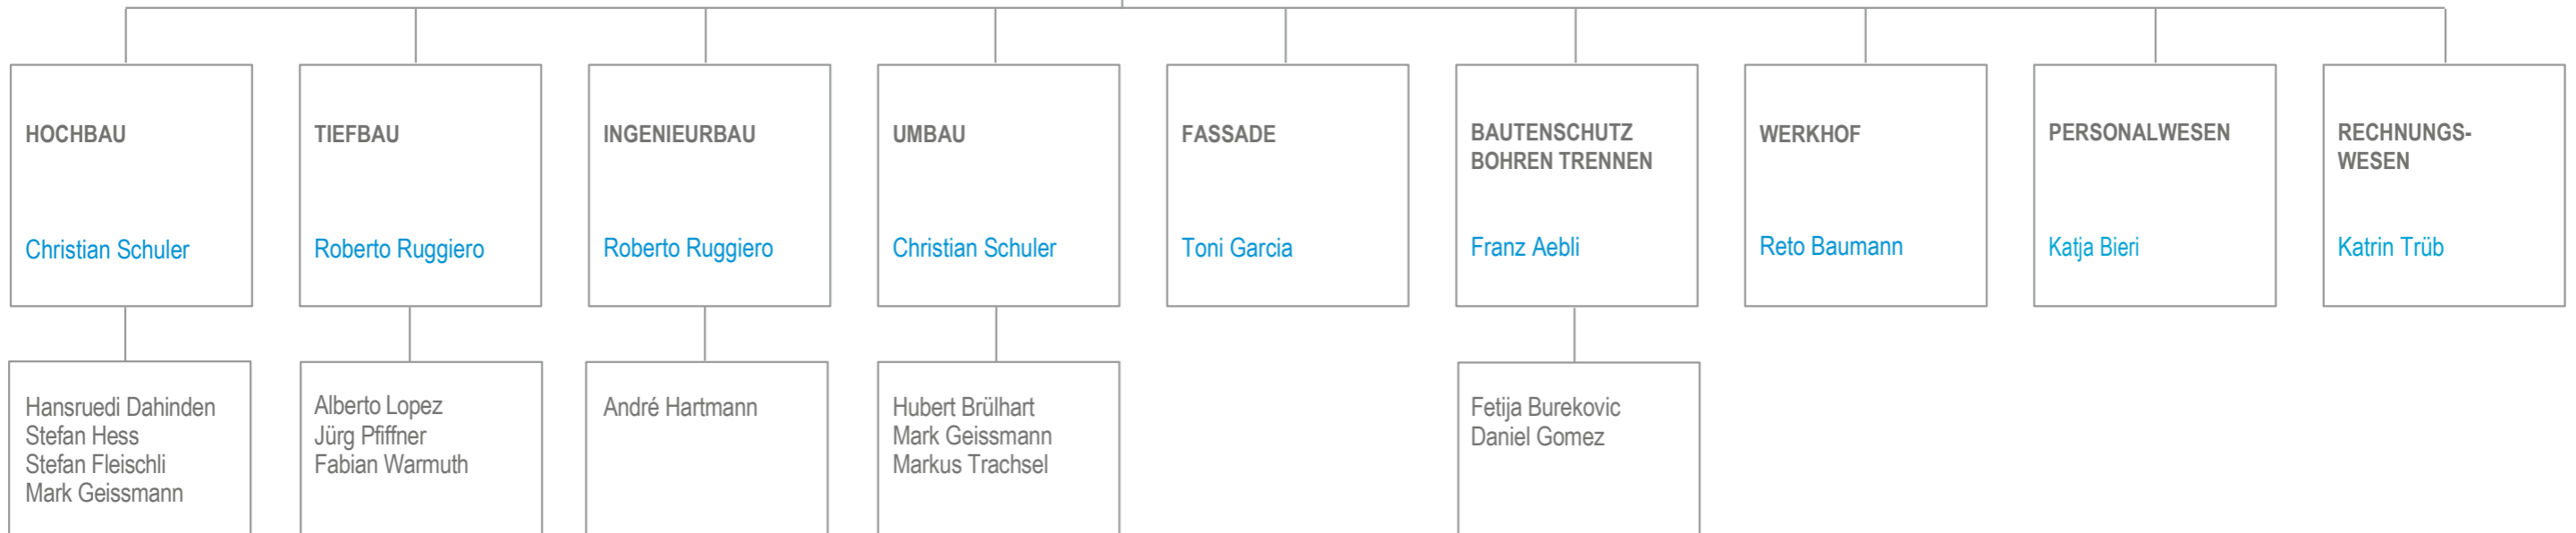 HOCHBAU
Christian Schuler
TIEFBAU
Roberto Ruggiero
INGENIEURBAU
Roberto Ruggiero
UMBAU
Christian Schuler
FASSADE
Toni Garcia
BAUTENSCHUTZ
BOHREN TRENNEN
Franz Aebli
WERKHOF
Reto Baumann
PERSONALWESEN
Katja Bieri
RECHNUNGS-
WESEN
Katrin Trüb
Hansruedi Dahinden
Stefan Hess
Stefan Fleischli
Mark Geissmann
Alberto Lopez
Jürg Pfiffner
Fabian Warmuth
André Hartmann
Hubert Brülhart
Mark Geissmann
Markus Trachsel
Fetija Burekovic
Daniel Gomez